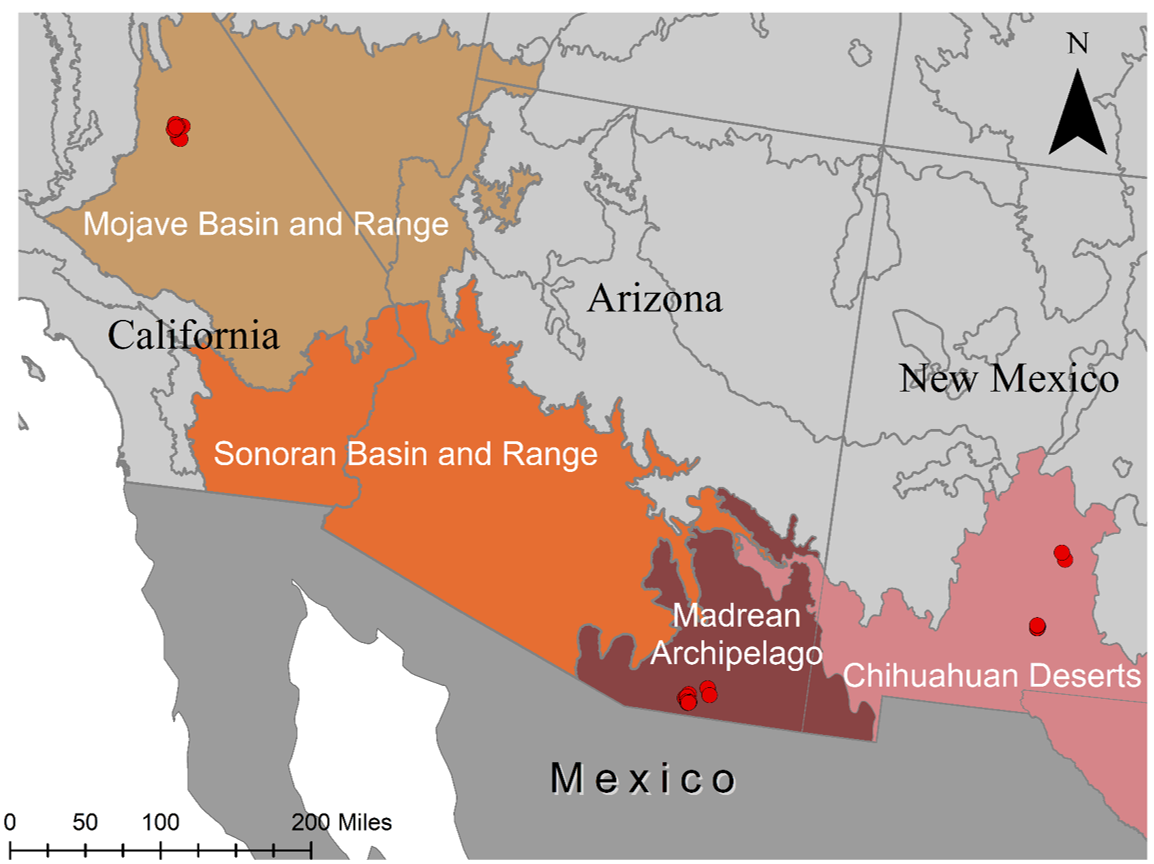 N
Mojave Basin and Range
Arizona
California
New Mexico
Sonoran Basin and Range
Madrean
Archipelago
Chihuahuan Deserts
Mexico
0 50 100 200 Miles